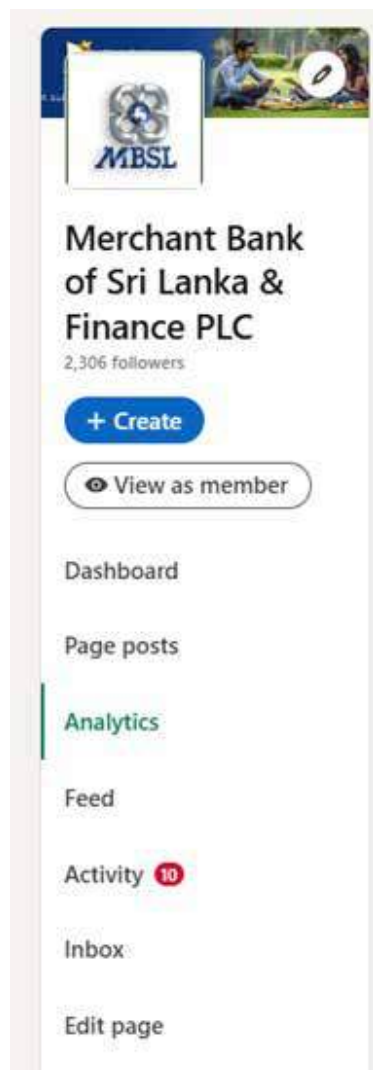 MBSL
Merchant Bank
of Sri Lanka &
Finance PLC
2,306 followers
+ Create
View as member
Dashboard
Page posts
Analytics
Feed
Activity 10
Inbox
Edit page